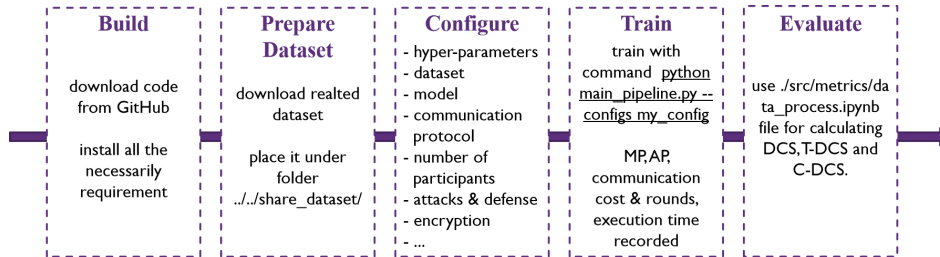 Build
download code
from GitHub
install all the
necessarily
requirement
Prepare
Dataset
download realted
dataset
place it under
folder
../../share_dataset/
Configure
- hyper-parameters
- dataset
- model
- communication
protocol
- number of
participants
- attacks & defense
- encryption
- ...
Train
train with
command python
main_pipeline.py --
configs my_config
MP, AP,
communication
cost & rounds,
execution time
recorded
Evaluate
use ./src/metrics/da
ta_process.ipynb
file for calculating
DCS, T-DCS and
C-DCS.